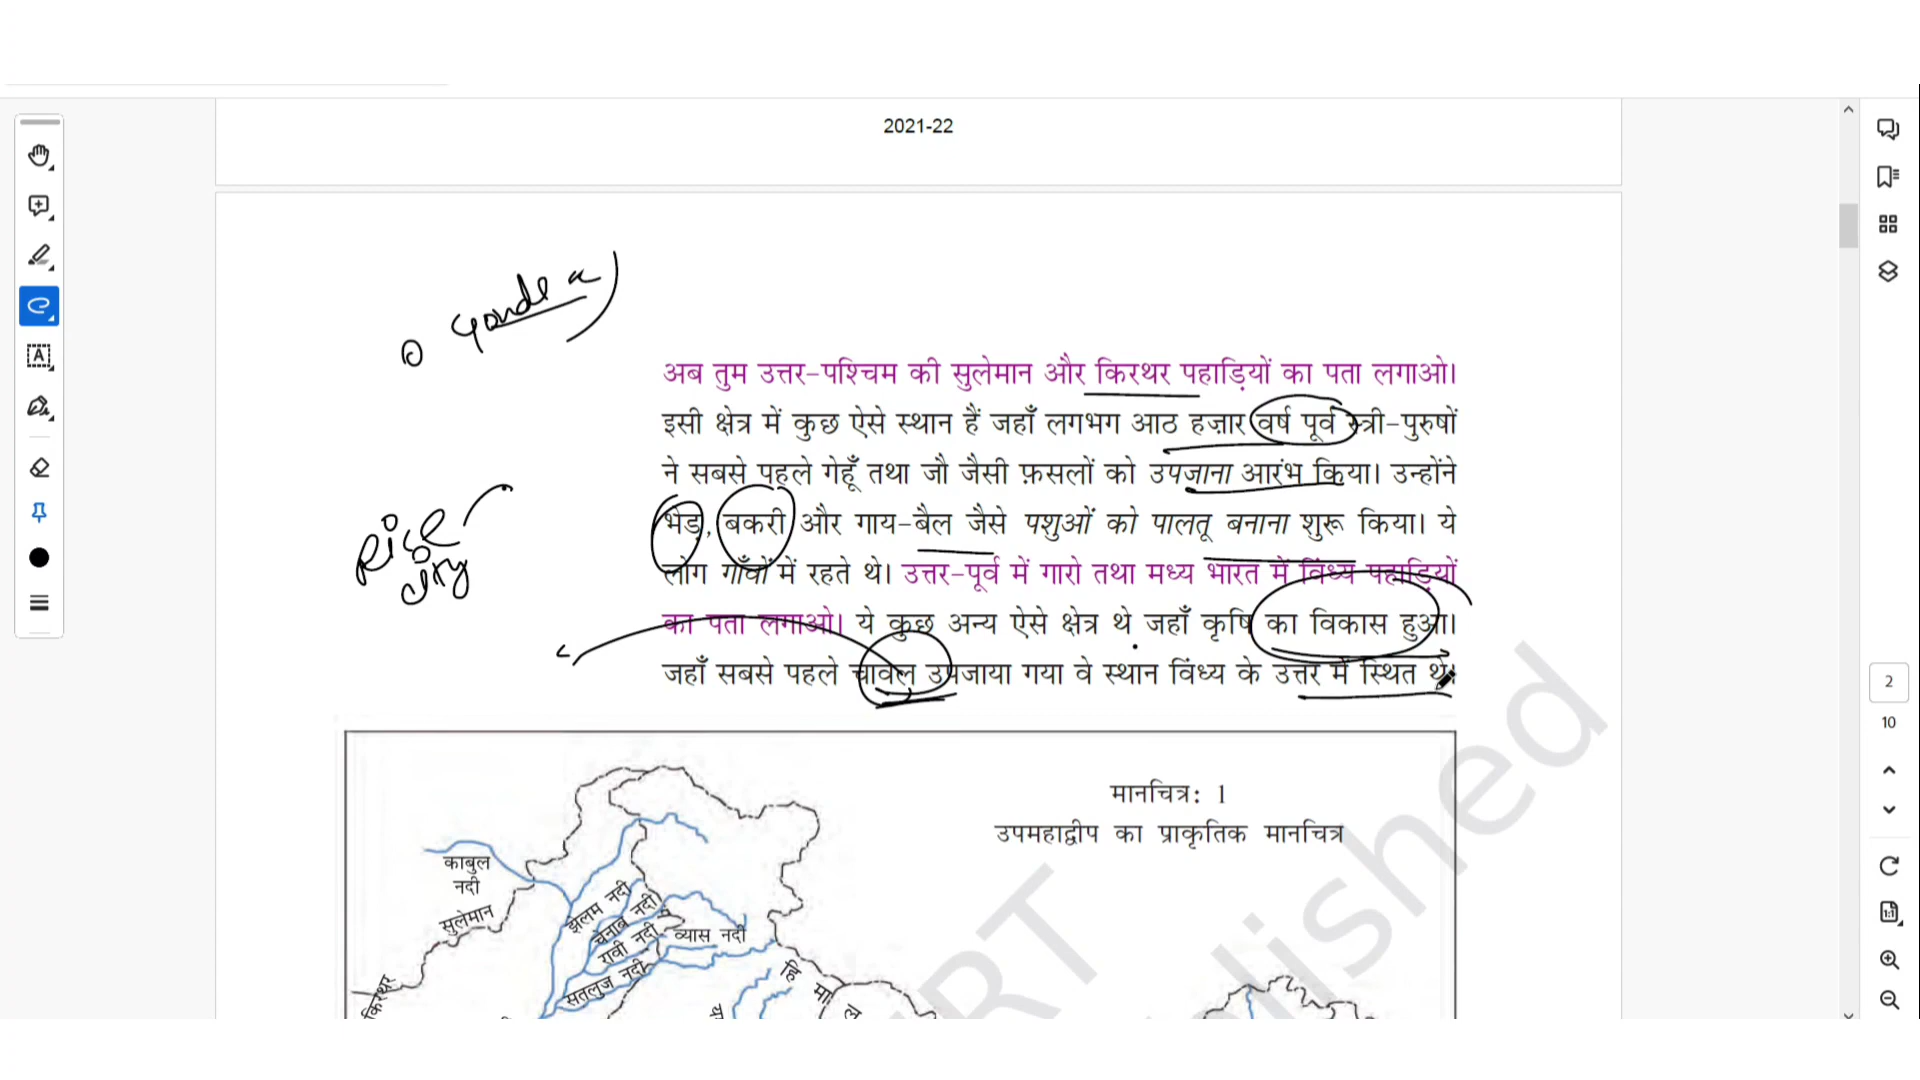 2021-22
Gondia
Rice
city
अब तुम उत्तर-पश्चिम की सुलेमान और किरथर पहाड़ियों का पता लगाओ।
इसी क्षेत्र में कुछ ऐसे स्थान हैं जहाँ लगभग आठ हज़ार वर्ष पूर्व स्त्री-पुरुषों
ने सबसे पहले गेहूँ तथा जौ जैसी फ़सलों को उपजाना आरंभ किया। उन्होंने
भेड़, बकरी और गाय-बैल जैसे पशुओं को पालतू बनाना शुरू किया। ये
लोग गाँवों में रहते थे। उत्तर-पूर्व में गारो तथा मध्य भारत में विंध्य पहाड़ियों
का पता लगाओ। ये कुछ अन्य ऐसे क्षेत्र थे जहाँ कृषि का विकास हुआ।
जहाँ सबसे पहले चावल उपजाया गया वे स्थान विंध्य के उत्तर में स्थित थे।
मानचित्र: 1
उपमहाद्वीप का प्राकृतिक मानचित्र
काबुल
नदी
सुलेमान
किरथर
झेलम नदी
चेनाब नदी
रावी नदी
व्यास नदी
सतलुज नदी
हि मा ल
2
10